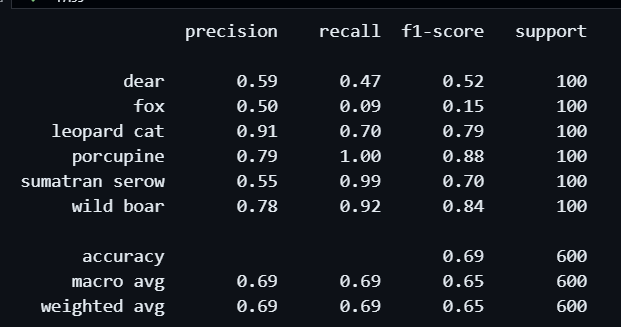 precision recall f1-score support
dear 0.59 0.47 0.52 100
fox 0.50 0.09 0.15 100
leopard cat 0.91 0.70 0.79 100
porcupine 0.79 1.00 0.88 100
sumatran serow 0.55 0.99 0.70 100
wild boar 0.78 0.92 0.84 100
accuracy 0.69 600
macro avg 0.69 0.69 0.65 600
weighted avg 0.69 0.69 0.65 600